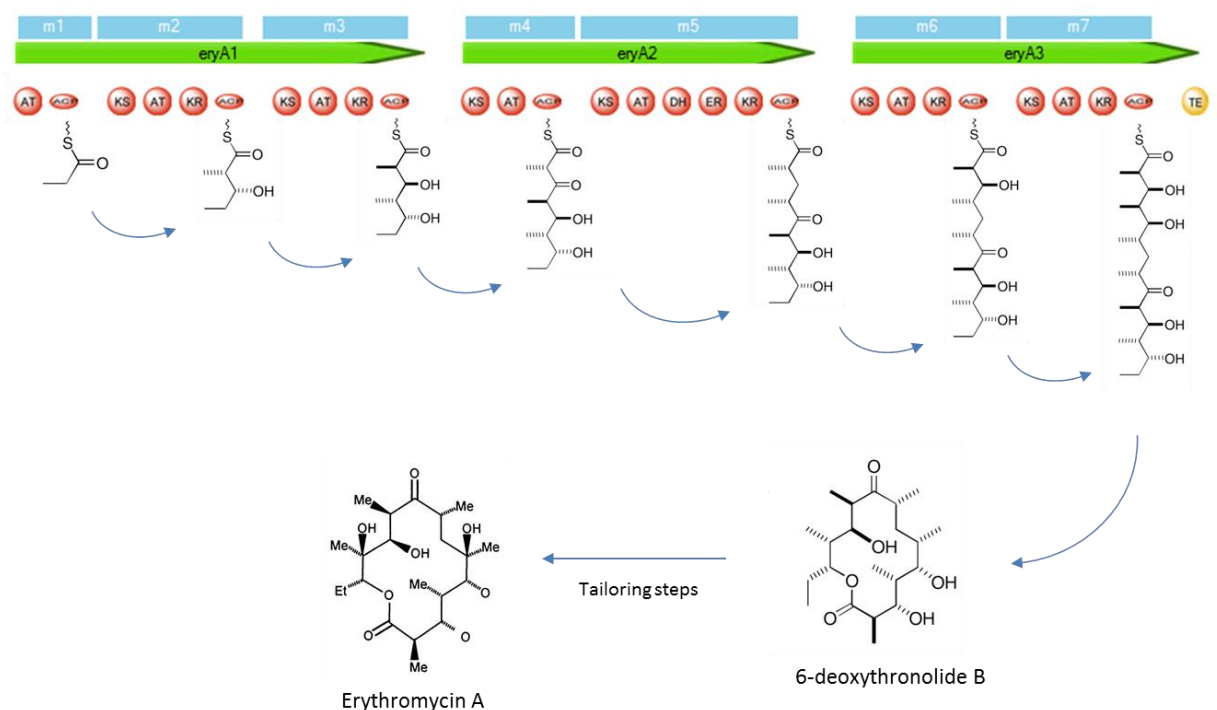 m1 m2 m3 m4 m5 m6 m7
eryA1 eryA2 eryA3
AT ACP KS AT KR ACP KS AT KR ACP KS AT ACP KS AT DH ER KR ACP KS AT KR ACP KS AT KR ACP TE
S S S S S S S
O O O O O O O
OH OH O OH OH
OH OH
OH O OH
OH O O
OH OH
OH OH
OH
O O
Me Me
OH OH
Me OH Me OH
Et O Me O O OH
O O O OH
Me
Tailoring steps
6-deoxythronolide B
Erythromycin A